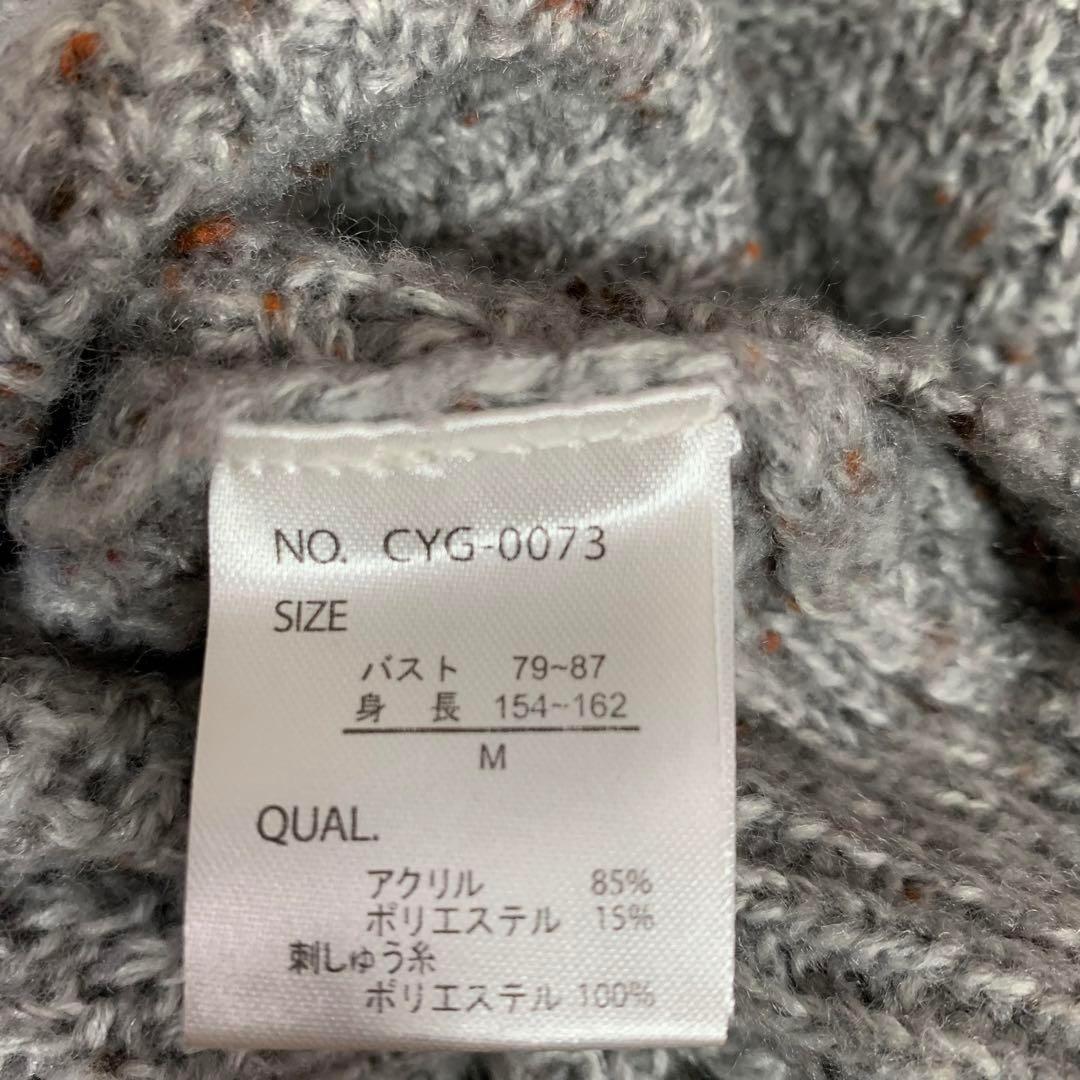 NO. CYG-0073
SIZE
バスト 79~87
身長 154~162
M
QUAL.
アクリル 85%
ポリエステル 15%
刺しゅう糸
ポリエステル 100%